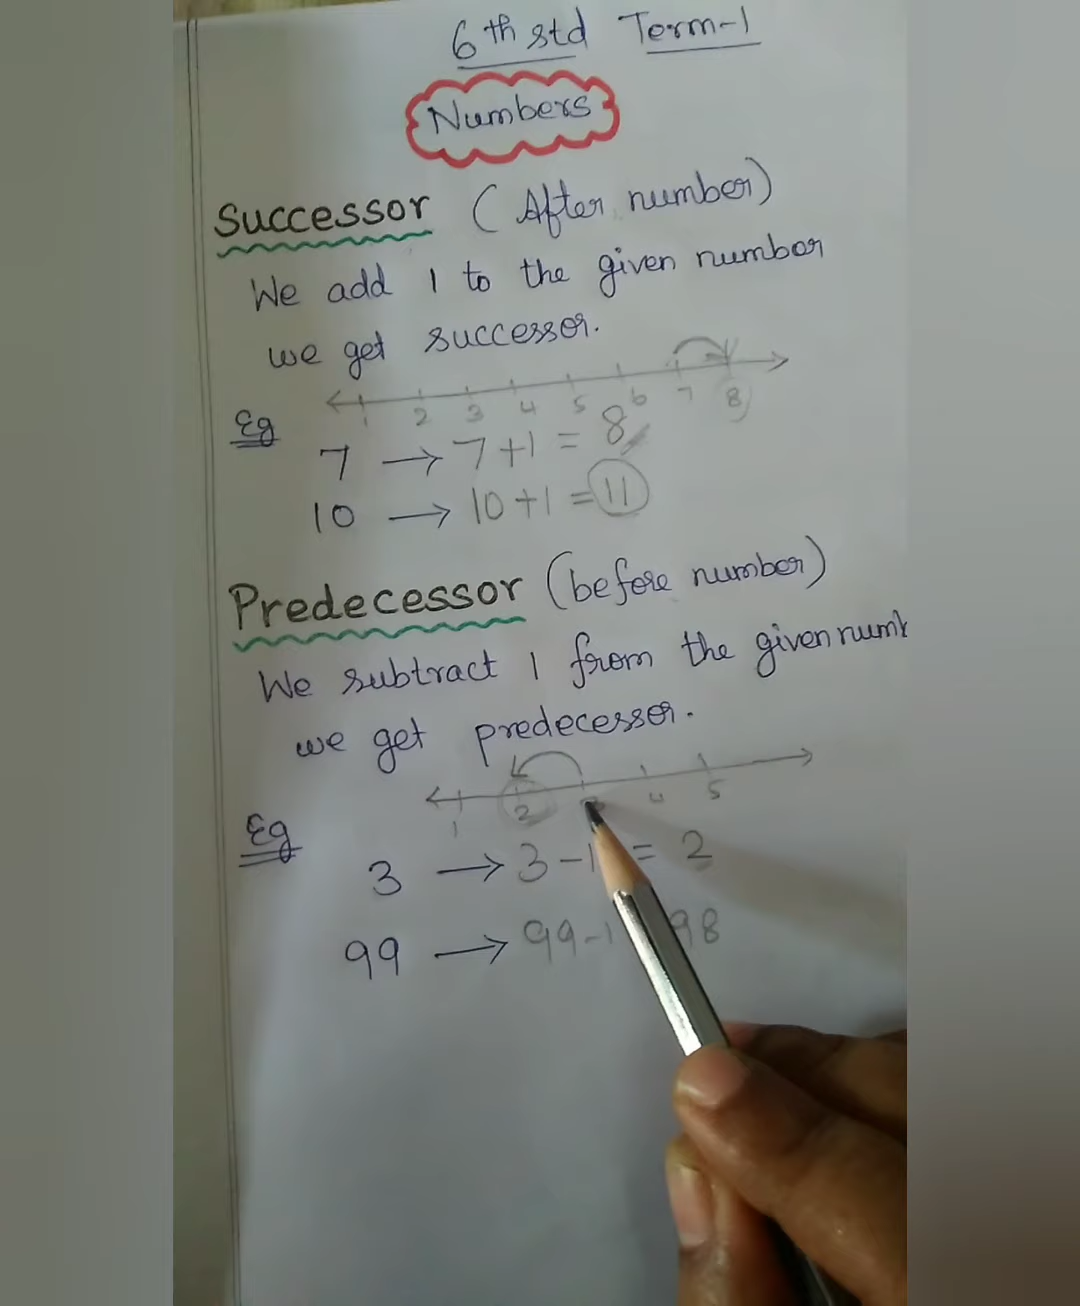 6th std Term-1
Numbers
Successor (After number)
We add 1 to the given number
we get successor.
1 2 3 4 5 6 7 8
Eg
7 → 7+1 = 8
10 → 10+1 = 11
Predecessor (before number)
We subtract 1 from the given numb
we get predecessor.
1 2 4 5
Eg
3 → 3-1 = 2
99 → 99-1 98